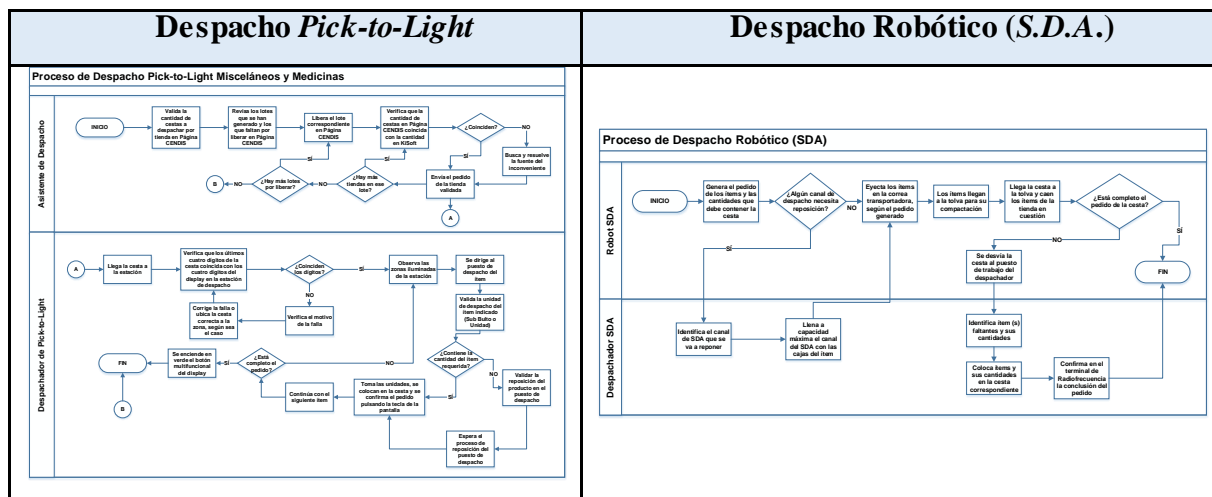 Despacho Pick-to-Light
Despacho Robótico (S.D.A.)
Proceso de Despacho Pick-to-Light Misceláneos y Medicinas
Asistente de Despacho
INICIO
Valida la
cantidad de
cestas a
despachar por
tienda en Página
CENDIS
Revisa los lotes
que se han
generado y los
que faltan por
liberar en Página
CENDIS
Libera el lote
correspondiente
en Página
CENDIS
Verifica que la
cantidad de
cestas en Página
CENDIS coincida
con la cantidad
en KiSoft
¿Coinciden?
NO
Busca y resuelve
la fuente del
inconveniente
SÍ
Envía el pedido
de la tienda
validada
A
¿Hay más
tiendas en ese
lote?
SÍ
NO
¿Hay más lotes
por liberar?
SÍ
NO
B
Despachador de Pick-to-Light
A
Llega la cesta a
la estación
Verifica que los últimos
cuatro dígitos de la
cesta coincida con los
cuatro dígitos del
display en la estación
de despacho
¿Coinciden
los dígitos?
SÍ
NO
Verifica el motivo
de la falla
Corrige la falla o
ubica la cesta
correcta a la
zona, según sea
el caso
Observa las
zonas iluminadas
de la estación
Se dirige al
puesto de
despacho del
ítem
Valida la unidad
de despacho del
ítem indicado
(Sub Bulto o
Unidad)
¿Contiene la
cantidad del ítem
requerida?
NO
SÍ
Validar la
reposición del
producto en el
puesto de
despacho
Espera el
proceso de
reposición del
puesto de
despacho
Toma las unidades, se
colocan en la cesta y se
confirma el pedido
pulsando la tecla de la
pantalla
Continúa con el
siguiente ítem
¿Está
completo el
pedido?
NO
SÍ
Se enciende en
verde el botón
multifuncional
del display
FIN
B
Proceso de Despacho Robótico (SDA)
Robot SDA
INICIO
Genera el pedido
de los ítems y las
cantidades que
debe contener la
cesta
¿Algún canal de
despacho necesita
reposición?
NO
SÍ
Eyecta los ítems
en la correa
transportadora,
según el pedido
generado
Los ítems llegan
a la tolva para su
compactación
Llega la cesta a
la tolva y caen
los ítems de la
tienda en
cuestión
¿Está completo el
pedido de la cesta?
SÍ
NO
Se desvía la
cesta al puesto
de trabajo del
despachador
FIN
Despachador SDA
Identifica el canal
de SDA que se
va a reponer
Llena a
capacidad
máxima el canal
del SDA con las
cajas del ítem
Identifica ítem (s)
faltantes y sus
cantidades
Coloca ítems y
sus cantidades
en la cesta
correspondiente
Confirma en el
terminal de
Radiofrecuencia
la conclusión del
pedido